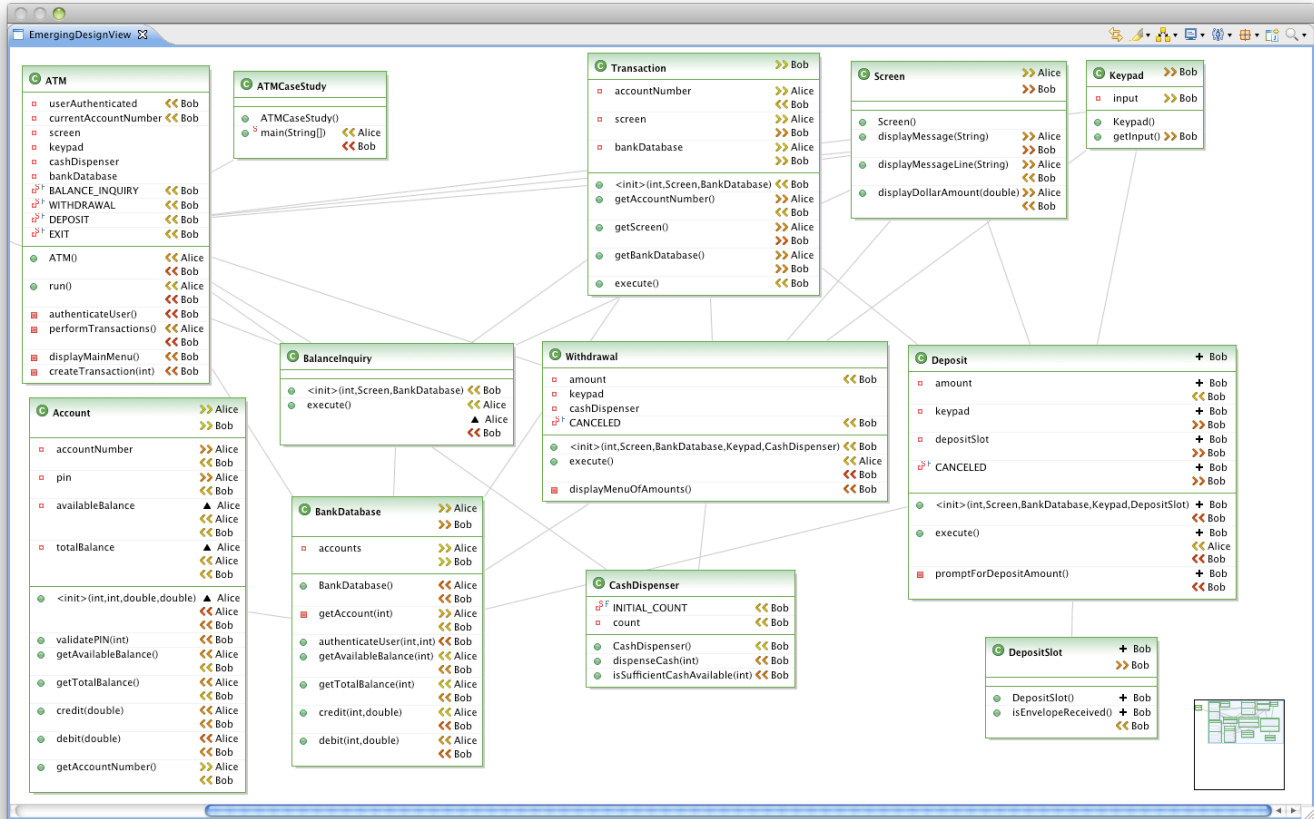 EmergingDesignView
ATM
userAuthenticated << Bob
currentAccountNumber << Bob
screen
keypad
cashDispenser
bankDatabase
BALANCE_INQUIRY << Bob
WITHDRAWAL << Bob
DEPOSIT << Bob
EXIT << Bob
ATM() << Alice
<< Bob
run() << Alice
<< Bob
authenticateUser() << Bob
performTransactions() << Alice
<< Bob
displayMainMenu() << Bob
createTransaction(int) << Bob
ATMCaseStudy
ATMCaseStudy()
main(String[]) << Alice
<< Bob
Transaction >> Bob
accountNumber >> Alice
<< Bob
screen >> Alice
>> Bob
bankDatabase >> Alice
>> Bob
<init>(int,Screen,BankDatabase) << Bob
getAccountNumber() >> Alice
<< Bob
getScreen() >> Alice
>> Bob
getBankDatabase() >> Alice
>> Bob
execute() << Bob
Screen >> Alice
>> Bob
Screen()
displayMessage(String) >> Alice
>> Bob
displayMessageLine(String) >> Alice
<< Bob
displayDollarAmount(double) >> Alice
<< Bob
Keypad >> Bob
input >> Bob
Keypad()
getInput() >> Bob
Account >> Alice
>> Bob
accountNumber >> Alice
<< Bob
pin >> Alice
<< Bob
availableBalance ▲ Alice
<< Alice
<< Bob
totalBalance ▲ Alice
<< Alice
<< Bob
<init>(int,int,double,double) ▲ Alice
<< Alice
<< Bob
validatePIN(int) << Bob
getAvailableBalance() << Alice
<< Bob
getTotalBalance() << Alice
<< Bob
credit(double) << Alice
<< Bob
debit(double) << Alice
<< Bob
getAccountNumber() >> Alice
<< Bob
BalanceInquiry
<init>(int,Screen,BankDatabase) << Bob
execute() << Alice
▲ Alice
<< Bob
Withdrawal
amount << Bob
keypad
cashDispenser
CANCELED << Bob
<init>(int,Screen,BankDatabase,Keypad,CashDispenser) << Bob
execute() << Alice
<< Bob
displayMenuOfAmounts() << Bob
Deposit + Bob
amount + Bob
<< Bob
keypad + Bob
>> Bob
depositSlot + Bob
>> Bob
CANCELED + Bob
>> Bob
<init>(int,Screen,BankDatabase,Keypad,DepositSlot) + Bob
<< Bob
execute() + Bob
<< Alice
<< Bob
promptForDepositAmount() + Bob
<< Bob
BankDatabase >> Alice
>> Bob
accounts >> Alice
>> Bob
BankDatabase() << Alice
<< Bob
getAccount(int) >> Alice
<< Bob
authenticateUser(int,int) << Bob
getAvailableBalance(int) << Alice
<< Bob
getTotalBalance(int) << Alice
<< Bob
credit(int,double) << Alice
<< Bob
debit(int,double) << Alice
<< Bob
CashDispenser
INITIAL_COUNT << Bob
count << Bob
CashDispenser() << Bob
dispenseCash(int) << Bob
isSufficientCashAvailable(int) << Bob
DepositSlot + Bob
>> Bob
DepositSlot() + Bob
isEnvelopeReceived() + Bob
<< Bob